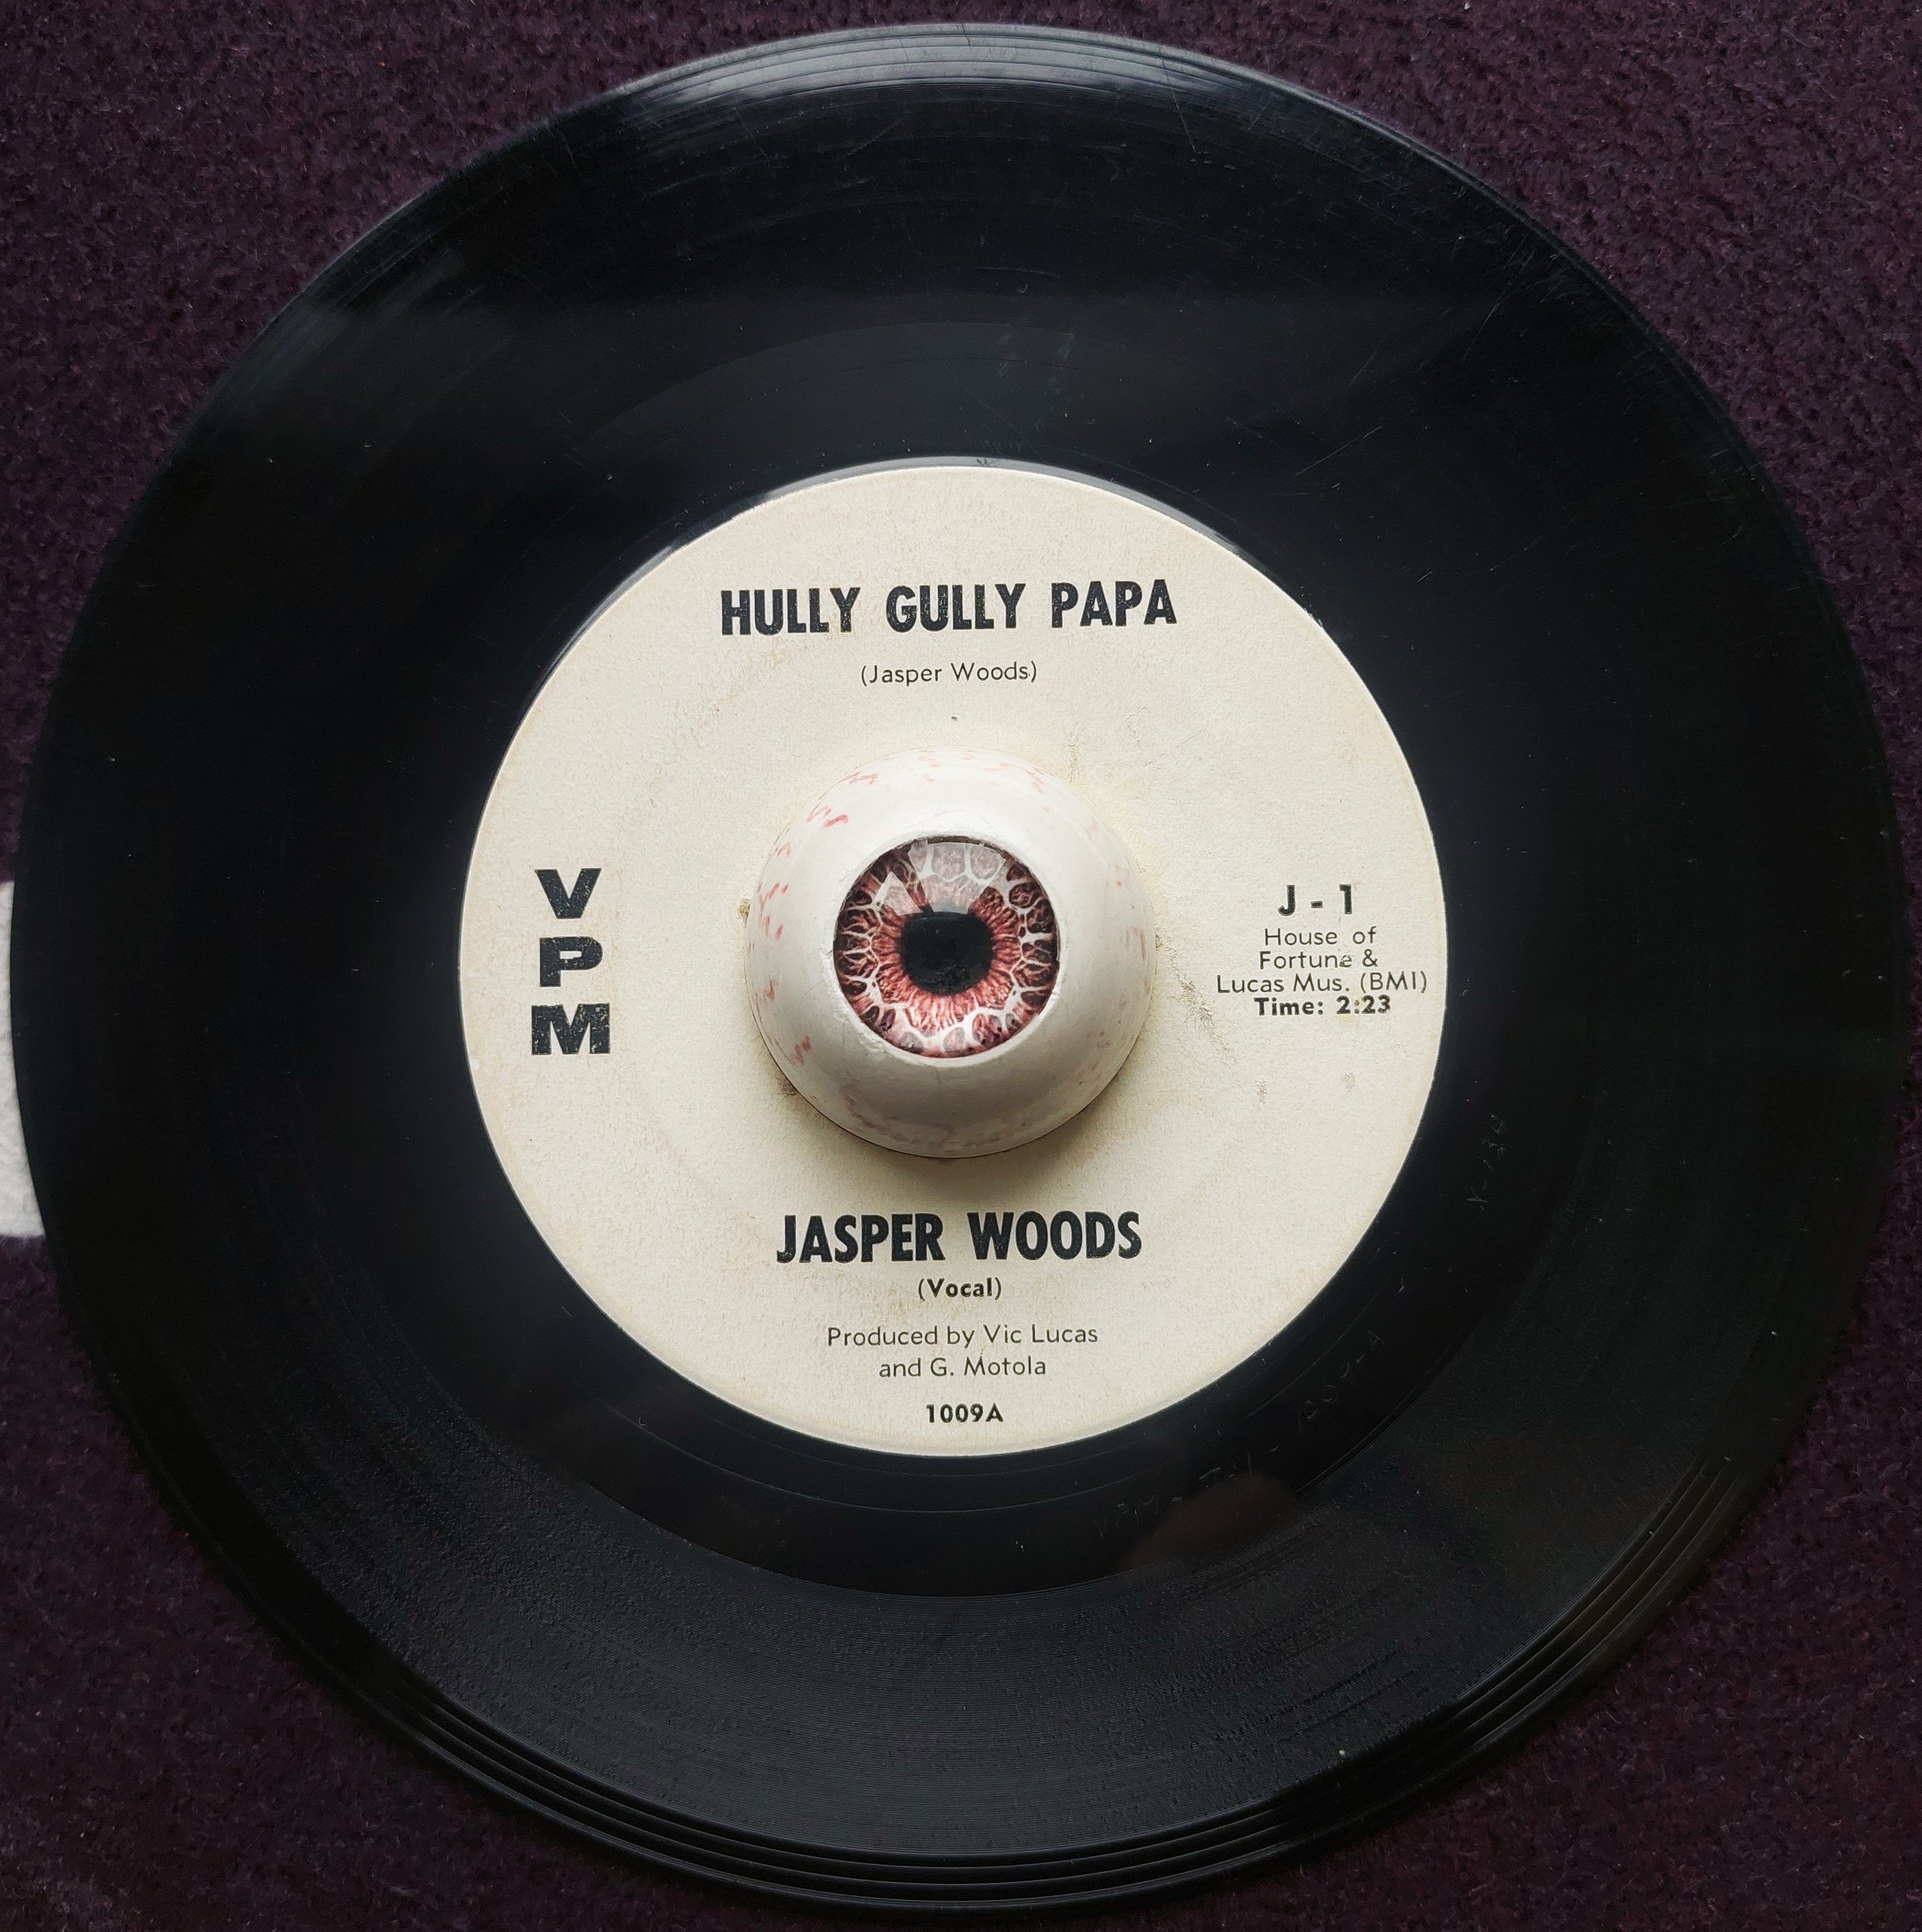 HULLY GULLY PAPA
(Jasper Woods)
V
P
M
J - 1
House of
Fortune &
Lucas Mus. (BMI)
Time: 2:23
JASPER WOODS
(Vocal)
Produced by Vic Lucas
and G. Motola
1009A